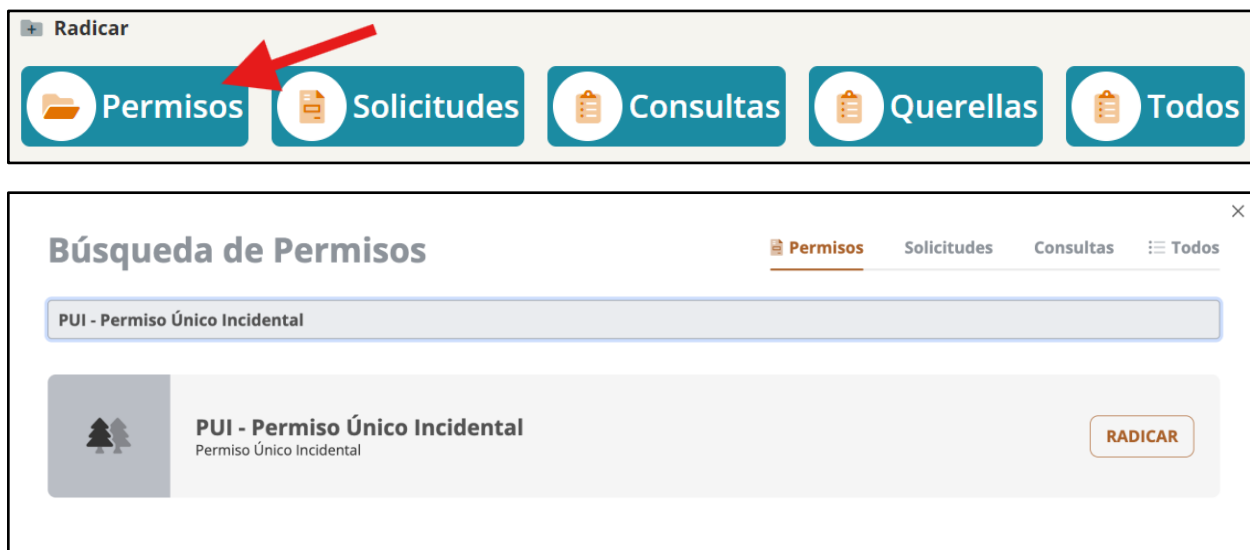 Radicar
Permisos Solicitudes Consultas Querellas Todos
Búsqueda de Permisos
Permisos Solicitudes Consultas Todos
PUI - Permiso Único Incidental
PUI - Permiso Único Incidental
Permiso Único Incidental
RADICAR